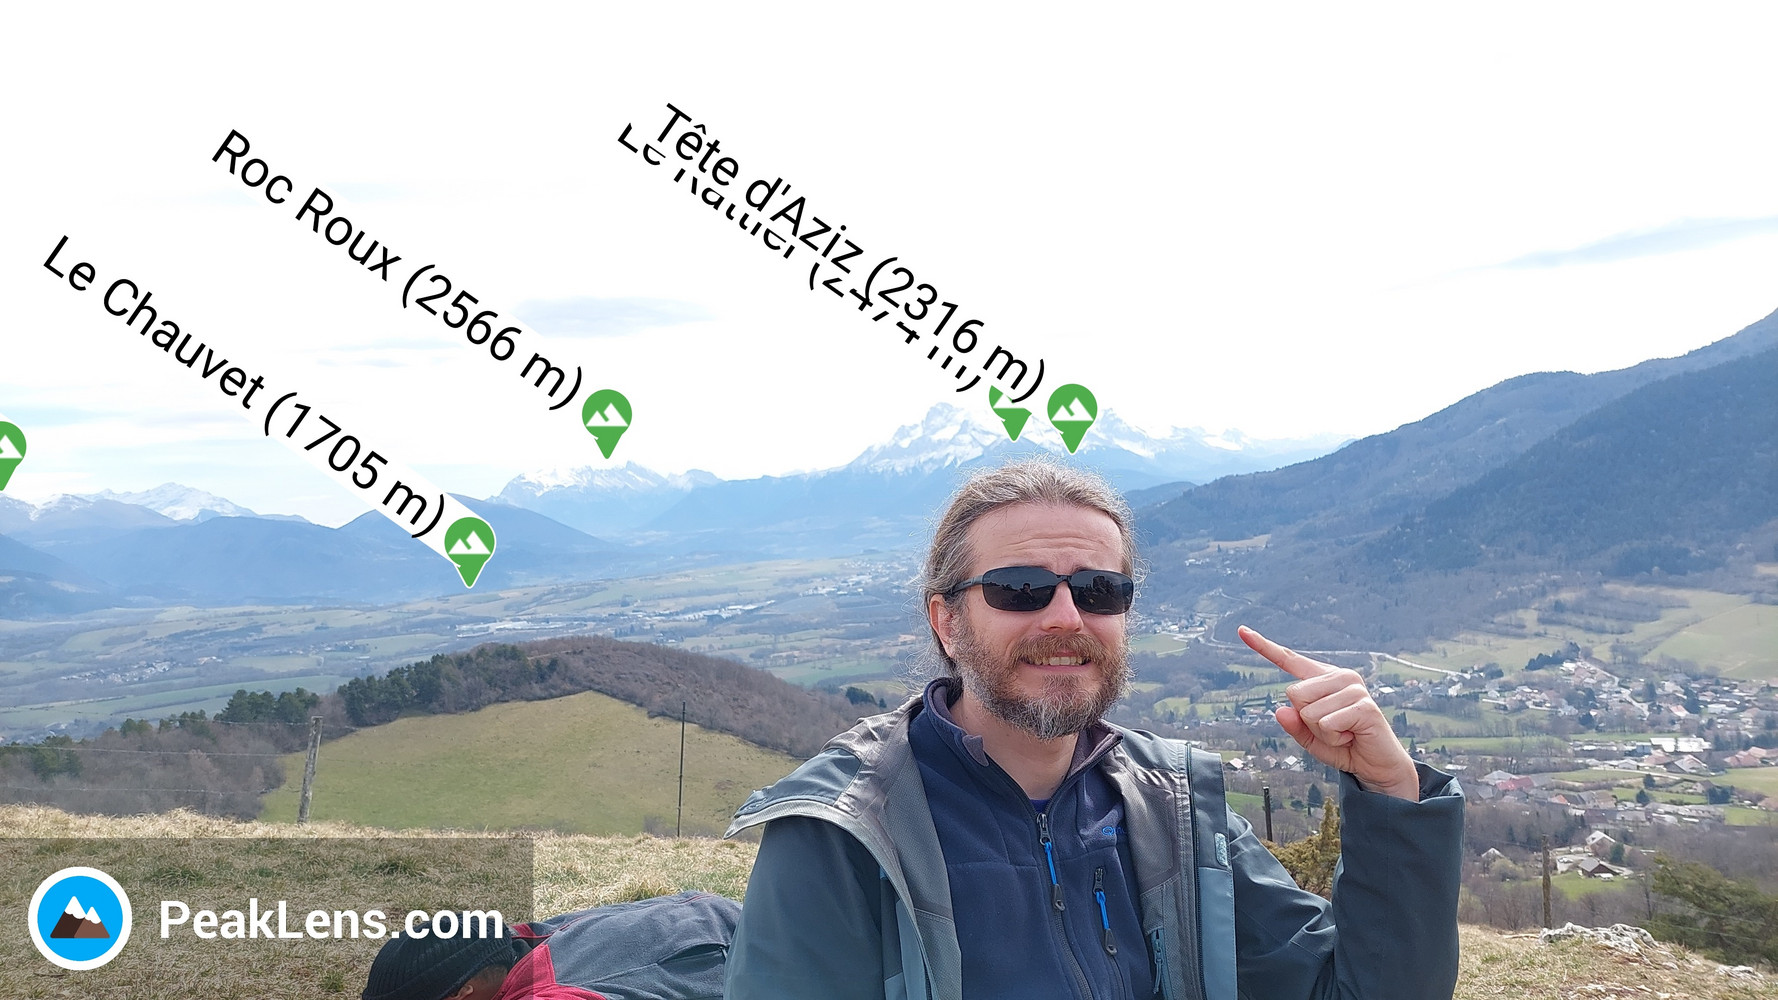 Tête d'Aziz (2316 m)
Roc Roux (2566 m)
Le Chauvet (1705 m)
PeakLens.com